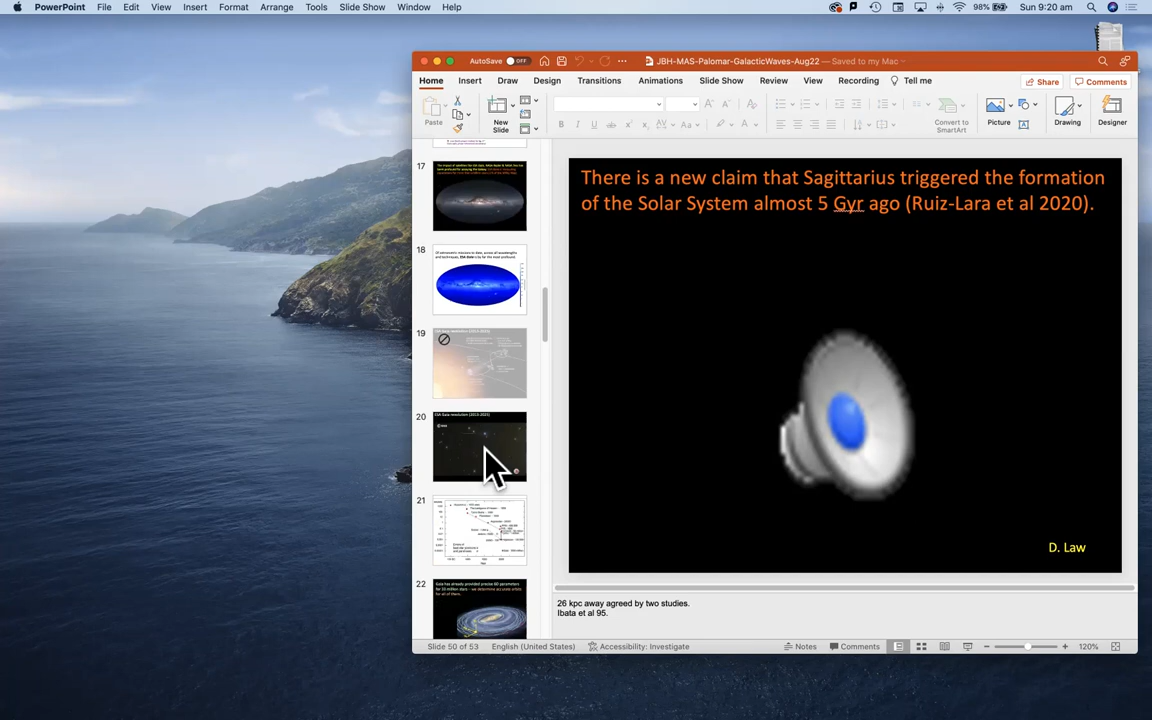 PowerPoint File Edit View Insert Format Arrange Tools Slide Show Window Help 98% Sun 9:20 am
AutoSave OFF JBH-MAS-Palomar-GalacticWaves-Aug22 — Saved to my Mac
Home Insert Draw Design Transitions Animations Slide Show Review View Recording Tell me Share Comments
Paste New Slide Convert to SmartArt Picture Drawing Designer
17
18
19
20
21
22
There is a new claim that Sagittarius triggered the formation
of the Solar System almost 5 Gyr ago (Ruiz-Lara et al 2020).
D. Law
26 kpc away agreed by two studies.
Ibata et al 95.
Slide 50 of 53 English (United States) Accessibility: Investigate Notes Comments 120%